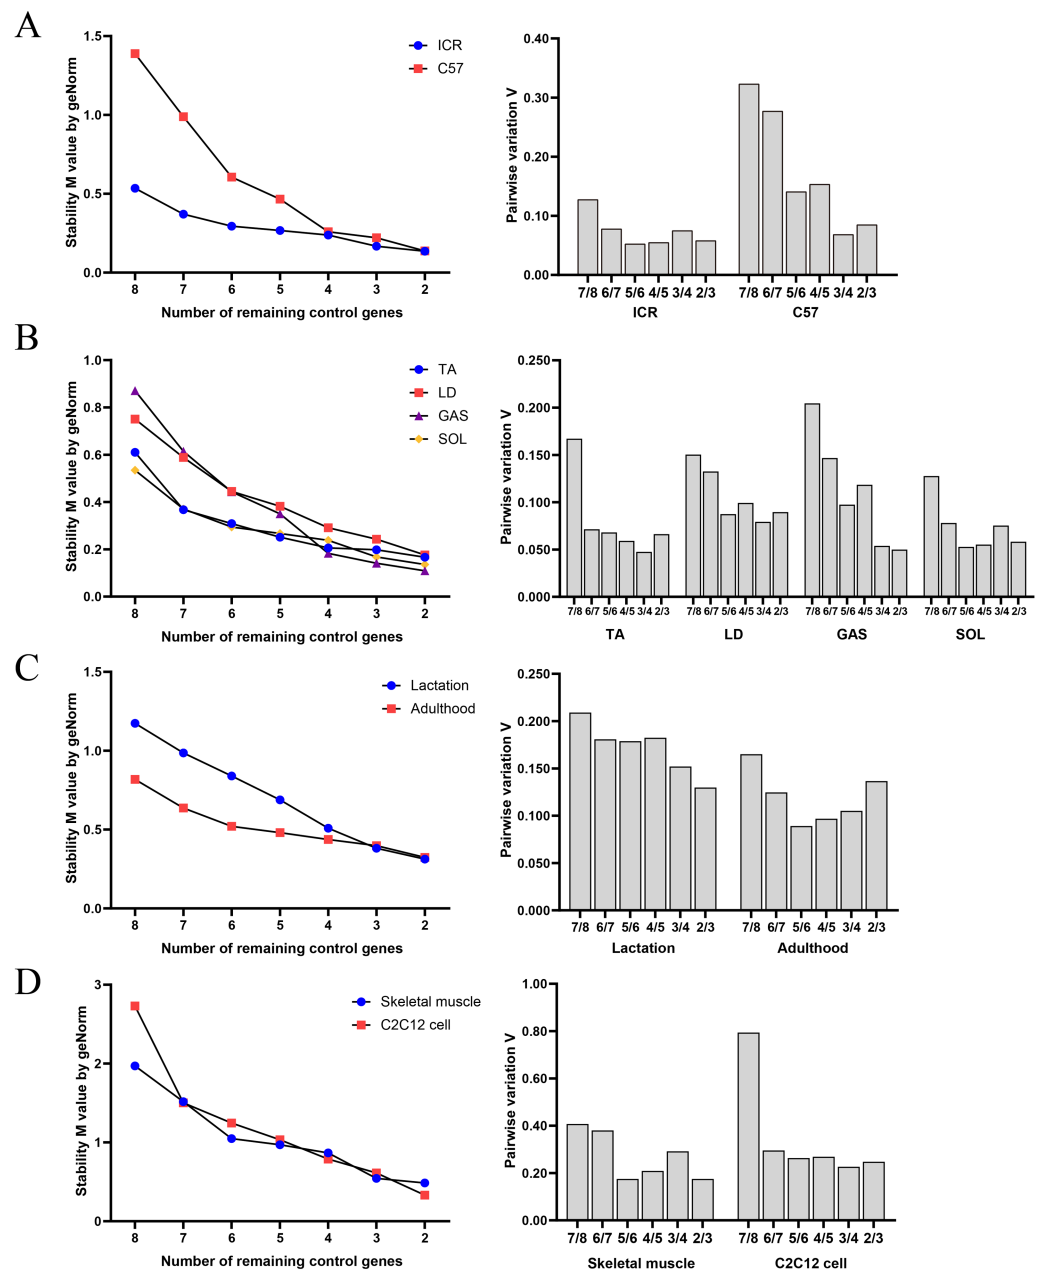 A
Stability M value by geNorm
1.5
1.0
0.5
0.0
8 7 6 5 4 3 2
Number of remaining control genes
ICR
C57
Pairwise variation V
0.40
0.30
0.20
0.10
0.00
7/8 6/7 5/6 4/5 3/4 2/3 7/8 6/7 5/6 4/5 3/4 2/3
ICR C57
B
Stability M value by geNorm
1.0
0.8
0.6
0.4
0.2
0.0
8 7 6 5 4 3 2
Number of remaining control genes
TA
LD
GAS
SOL
Pairwise variation V
0.250
0.200
0.150
0.100
0.050
0.000
7/8 6/7 5/6 4/5 3/4 2/3 7/8 6/7 5/6 4/5 3/4 2/3 7/8 6/7 5/6 4/5 3/4 2/3 7/8 6/7 5/6 4/5 3/4 2/3
TA LD GAS SOL
C
Stability M value by geNorm
1.5
1.0
0.5
0.0
8 7 6 5 4 3 2
Number of remaining control genes
Lactation
Adulthood
Pairwise variation V
0.250
0.200
0.150
0.100
0.050
0.000
7/8 6/7 5/6 4/5 3/4 2/3 7/8 6/7 5/6 4/5 3/4 2/3
Lactation Adulthood
D
Stability M value by geNorm
3
2
1
0
8 7 6 5 4 3 2
Number of remaining control genes
Skeletal muscle
C2C12 cell
Pairwise variation V
1.00
0.80
0.60
0.40
0.20
0.00
7/8 6/7 5/6 4/5 3/4 2/3 7/8 6/7 5/6 4/5 3/4 2/3
Skeletal muscle C2C12 cell